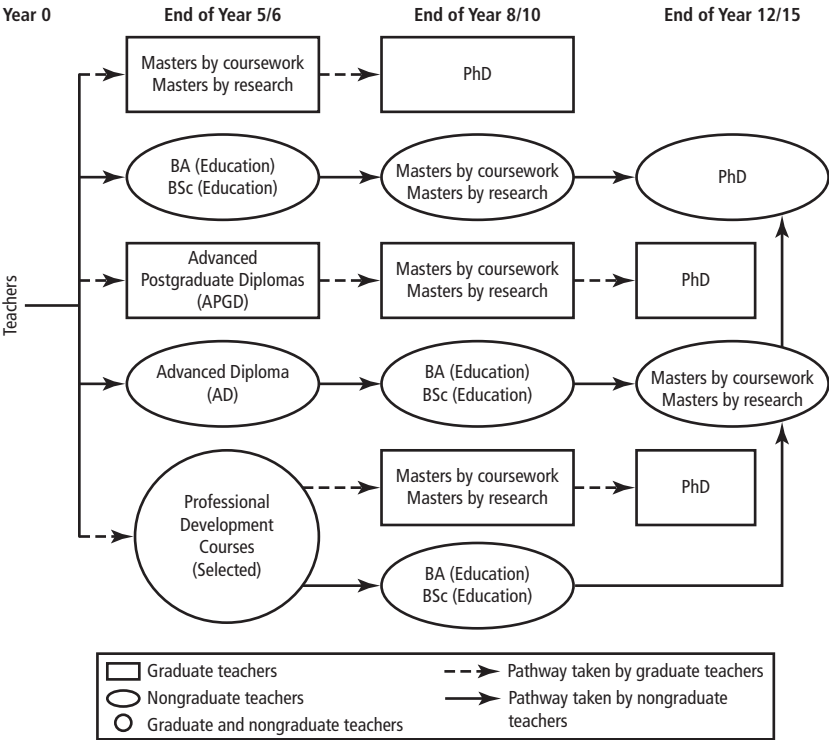 Year 0
End of Year 5/6
End of Year 8/10
End of Year 12/15
Teachers
Masters by coursework
Masters by research
PhD
BA (Education)
BSc (Education)
Masters by coursework
Masters by research
PhD
Advanced
Postgraduate Diplomas
(APGD)
Masters by coursework
Masters by research
PhD
Advanced Diploma
(AD)
BA (Education)
BSc (Education)
Masters by coursework
Masters by research
Professional
Development
Courses
(Selected)
Masters by coursework
Masters by research
PhD
BA (Education)
BSc (Education)
Graduate teachers
Nongraduate teachers
Graduate and nongraduate teachers
Pathway taken by graduate teachers
Pathway taken by nongraduate
teachers